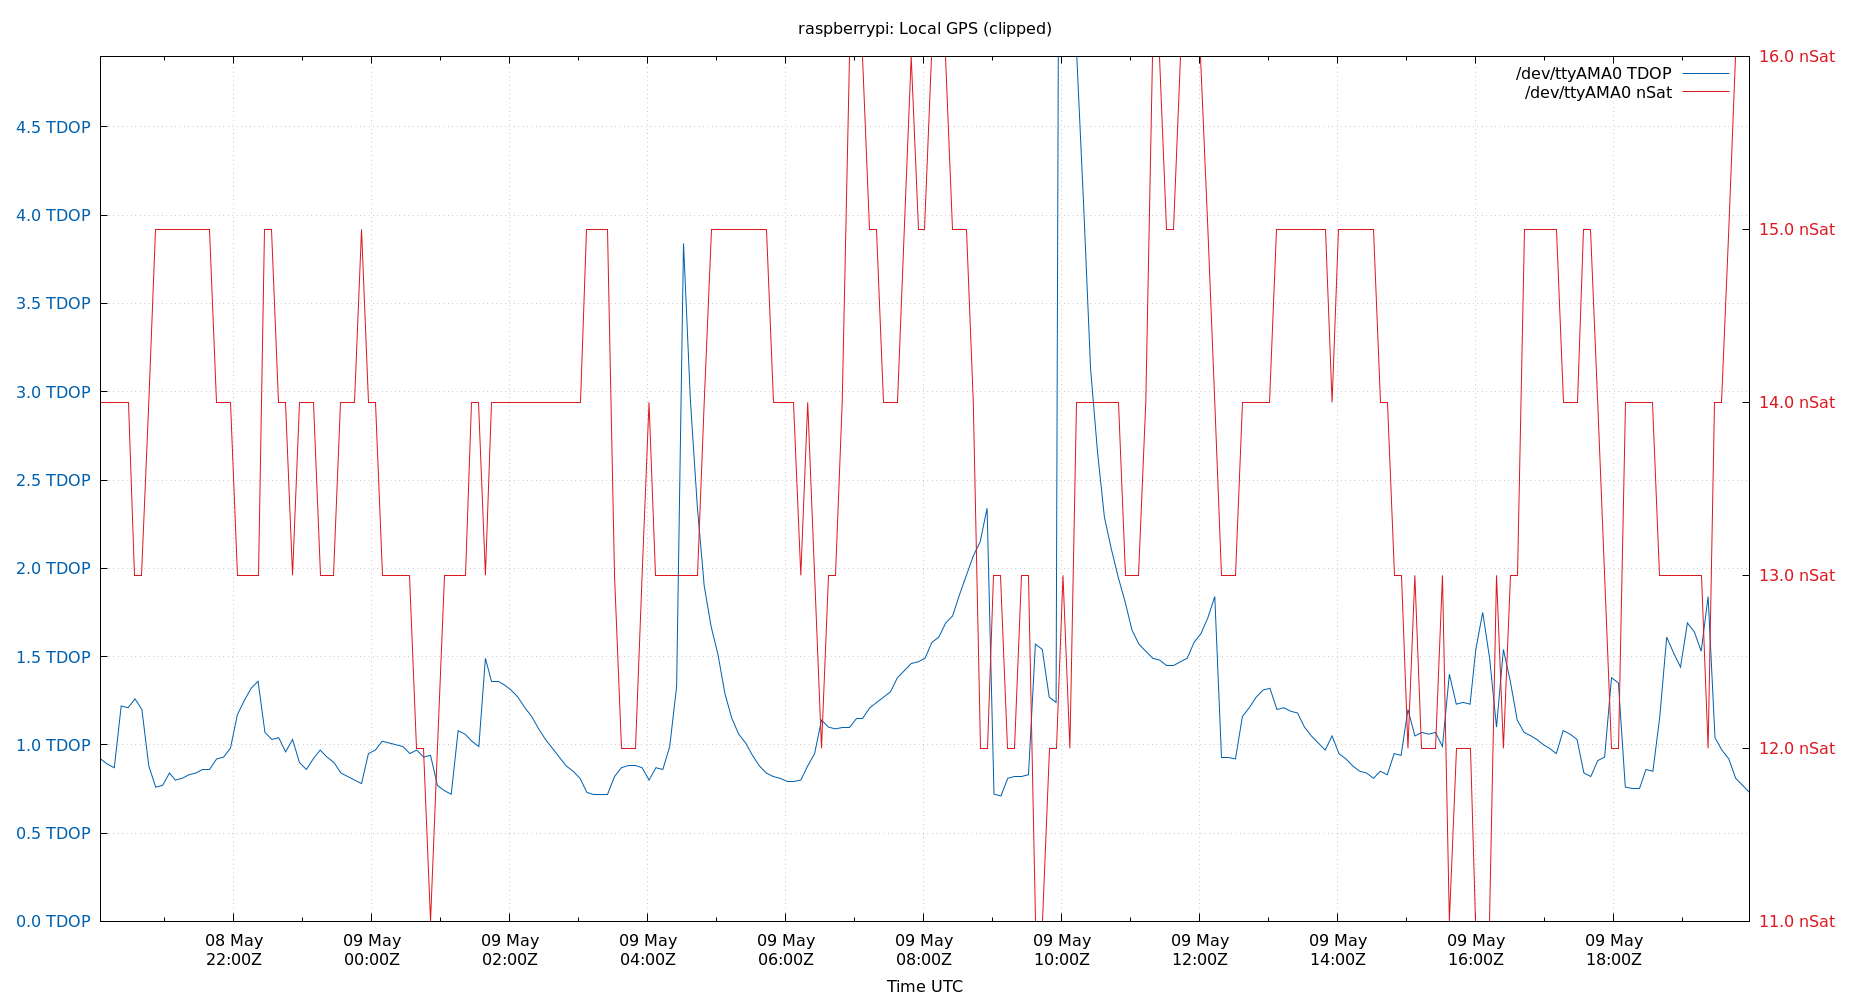 raspberrypi: Local GPS (clipped)
16.0 nSat
/dev/ttyAMA0 TDOP
/dev/ttyAMA0 nSat
4.5 TDOP
4.0 TDOP
15.0 nSat
3.5 TDOP
3.0 TDOP
14.0 nSat
2.5 TDOP
2.0 TDOP
13.0 nSat
1.5 TDOP
1.0 TDOP
12.0 nSat
0.5 TDOP
0.0 TDOP
11.0 nSat
08 May
22:00Z
09 May
00:00Z
09 May
02:00Z
09 May
04:00Z
09 May
06:00Z
09 May
08:00Z
09 May
10:00Z
09 May
12:00Z
09 May
14:00Z
09 May
16:00Z
09 May
18:00Z
Time UTC